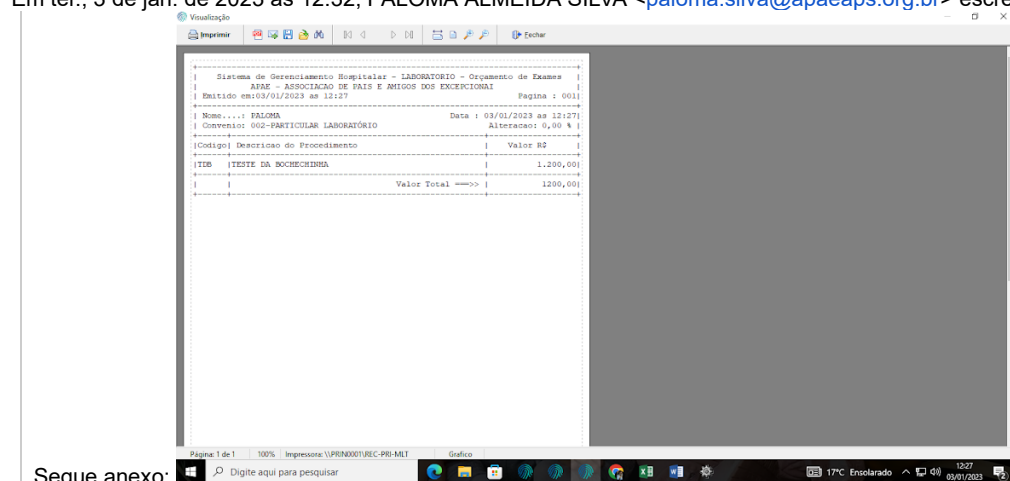 Em ter., 3 de jan. de 2023 às 12:32, PALOMA ALMEIDA SILVA <paloma.silva@apaeaps.org.br> escre
Visualização
Imprimir Fechar
Sistema de Gerenciamento Hospitalar - LABORATORIO - Orçamento de Exames
APAE - ASSOCIACAO DE PAIS E AMIGOS DOS EXCEPCIONAI
Emitido em:03/01/2023 as 12:27 Pagina : 001
Nome....: PALOMA Data : 03/01/2023 as 12:27
Convenio: 002-PARTICULAR LABORATÓRIO Alteracao: 0,00 %
Codigo| Descricao do Procedimento | Valor R$
TDB |TESTE DA BOCHECHINHA | 1.200,00
Valor Total ===>> | 1200,00
Página: 1 de 1 100% Impressora: \\PRIN0001\REC-PRI-MLT Grafico
Segue anexo:
Digite aqui para pesquisar 17°C Ensolarado 12:27
03/01/2023